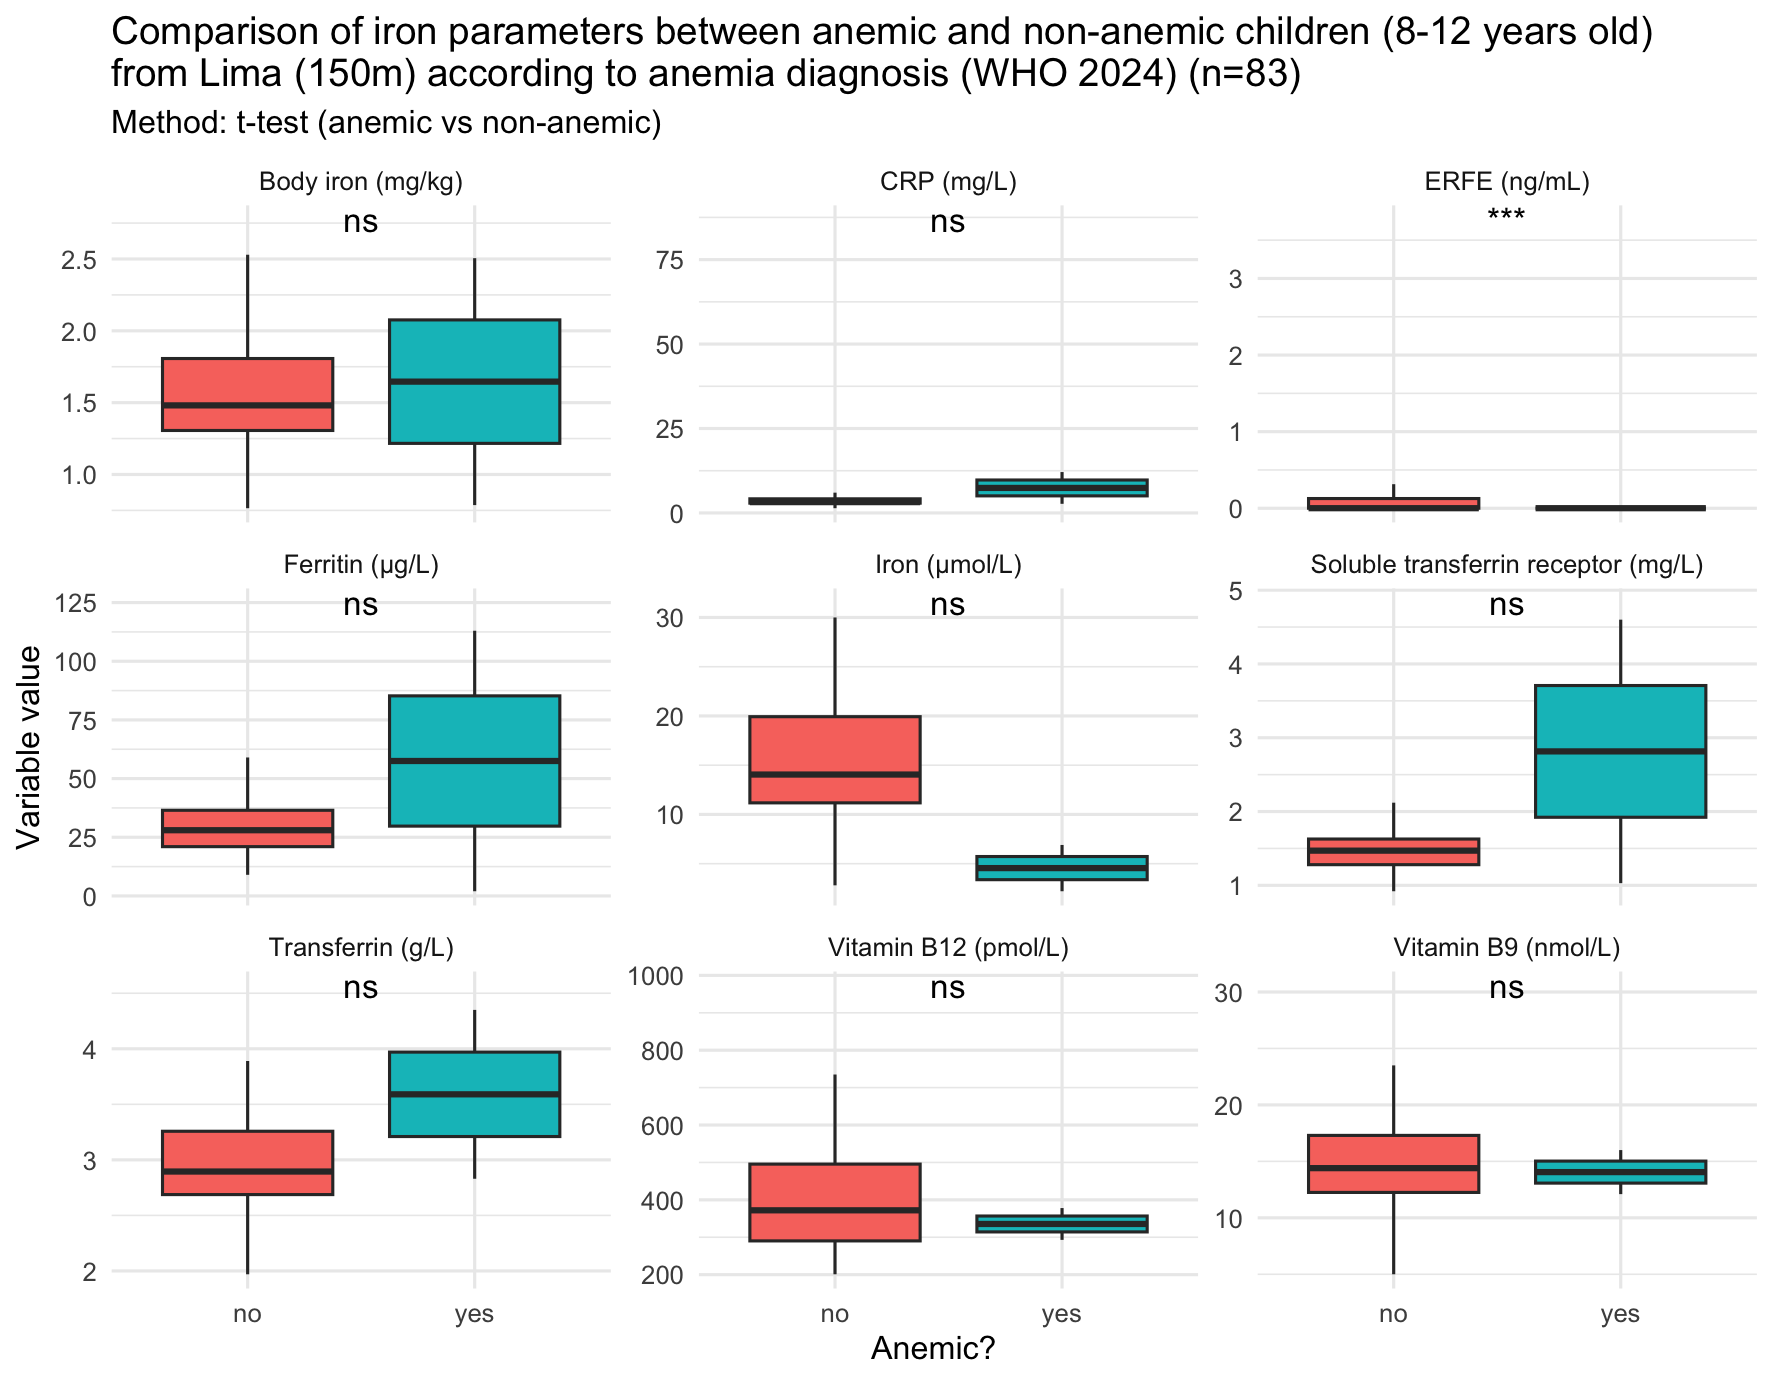 Comparison of iron parameters between anemic and non-anemic children (8-12 years old)
from Lima (150m) according to anemia diagnosis (WHO 2024) (n=83)
Method: t-test (anemic vs non-anemic)
Body iron (mg/kg)
ns
2.5
2.0
1.5
1.0
CRP (mg/L)
ns
75
50
25
0
ERFE (ng/mL)
***
3
2
1
0
Ferritin (µg/L)
ns
125
100
75
50
25
0
Iron (µmol/L)
ns
30
20
10
Soluble transferrin receptor (mg/L)
ns
5
4
3
2
1
Transferrin (g/L)
ns
4
3
2
Vitamin B12 (pmol/L)
ns
1000
800
600
400
200
Vitamin B9 (nmol/L)
ns
30
20
10
Variable value
no yes
no yes
no yes
Anemic?